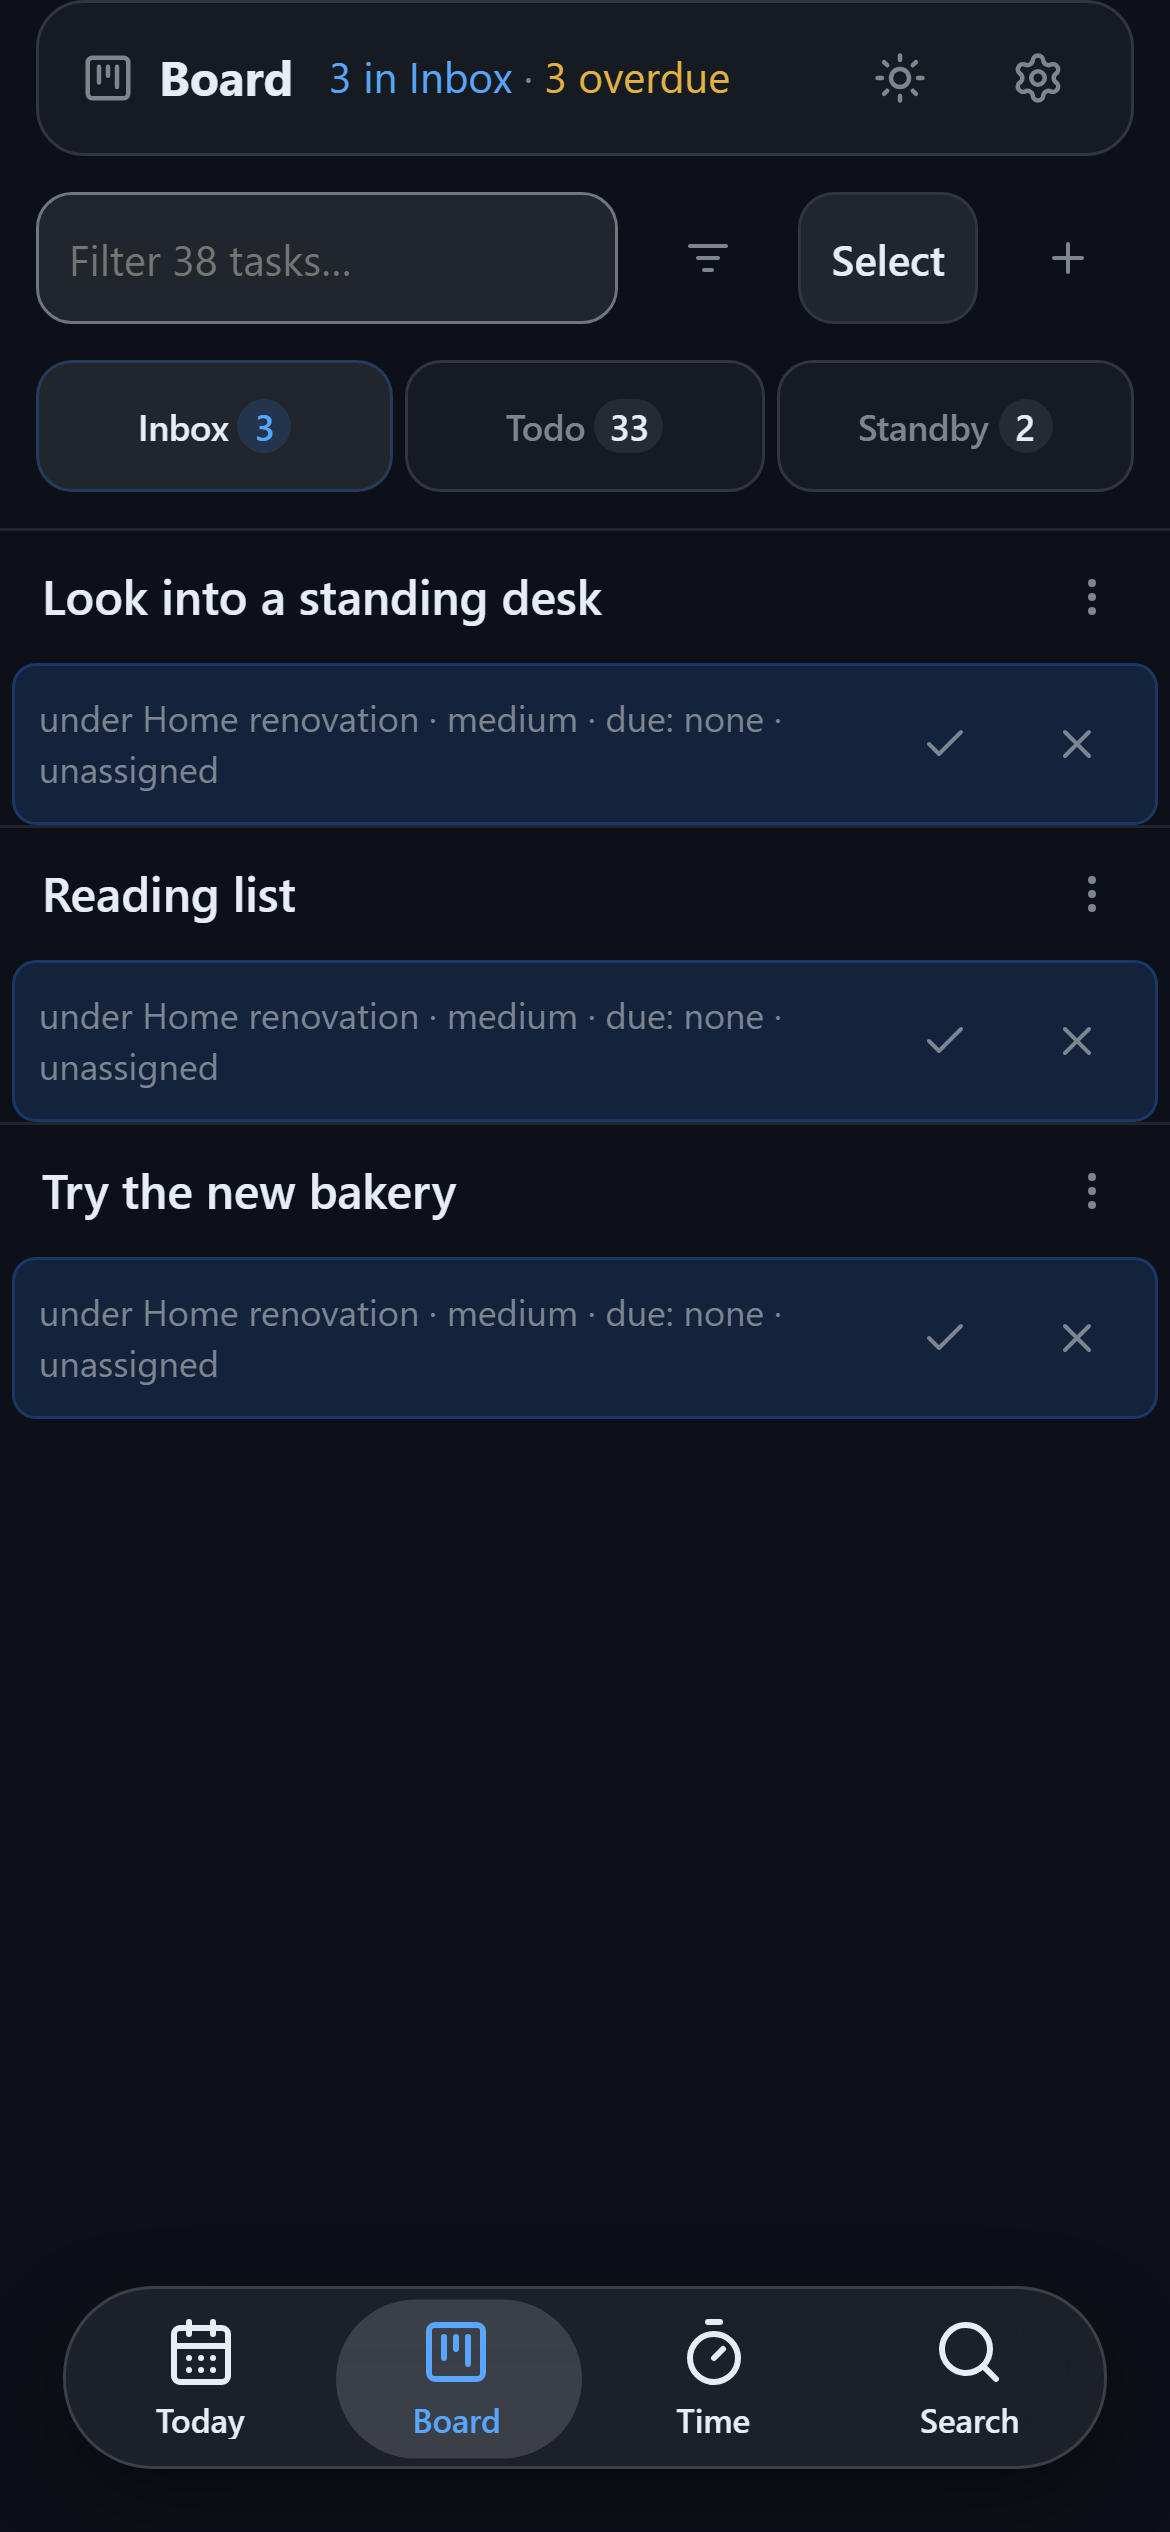 Board 3 in Inbox · 3 overdue
Filter 38 tasks...
Select
Inbox 3
Todo 33
Standby 2
Look into a standing desk
under Home renovation · medium · due: none ·
unassigned
Reading list
under Home renovation · medium · due: none ·
unassigned
Try the new bakery
under Home renovation · medium · due: none ·
unassigned
Today
Board
Time
Search